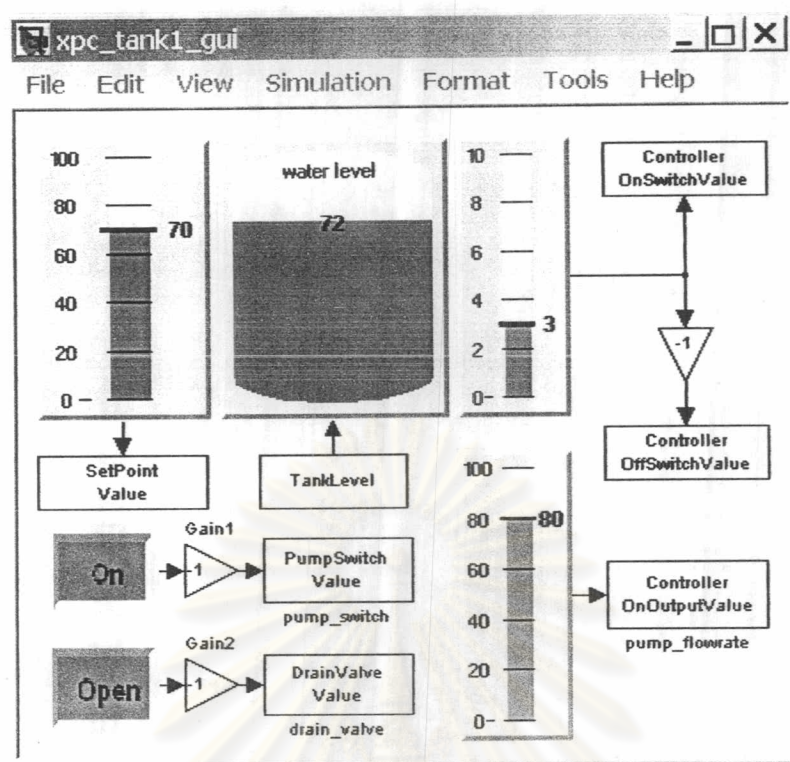 xpc_tank1_gui
File Edit View Simulation Format Tools Help
100
80
60
40
20
0
70
water level
72
10
8
6
4
2
0
3
Controller
OnSwitchValue
-1
Controller
OffSwitchValue
SetPoint
Value
TankLevel
On
Gain1
1
PumpSwitch
Value
pump_switch
Open
Gain2
1
DrainValve
Value
drain_valve
100
80
60
40
20
0
80
Controller
OnOutputValue
pump_flowrate